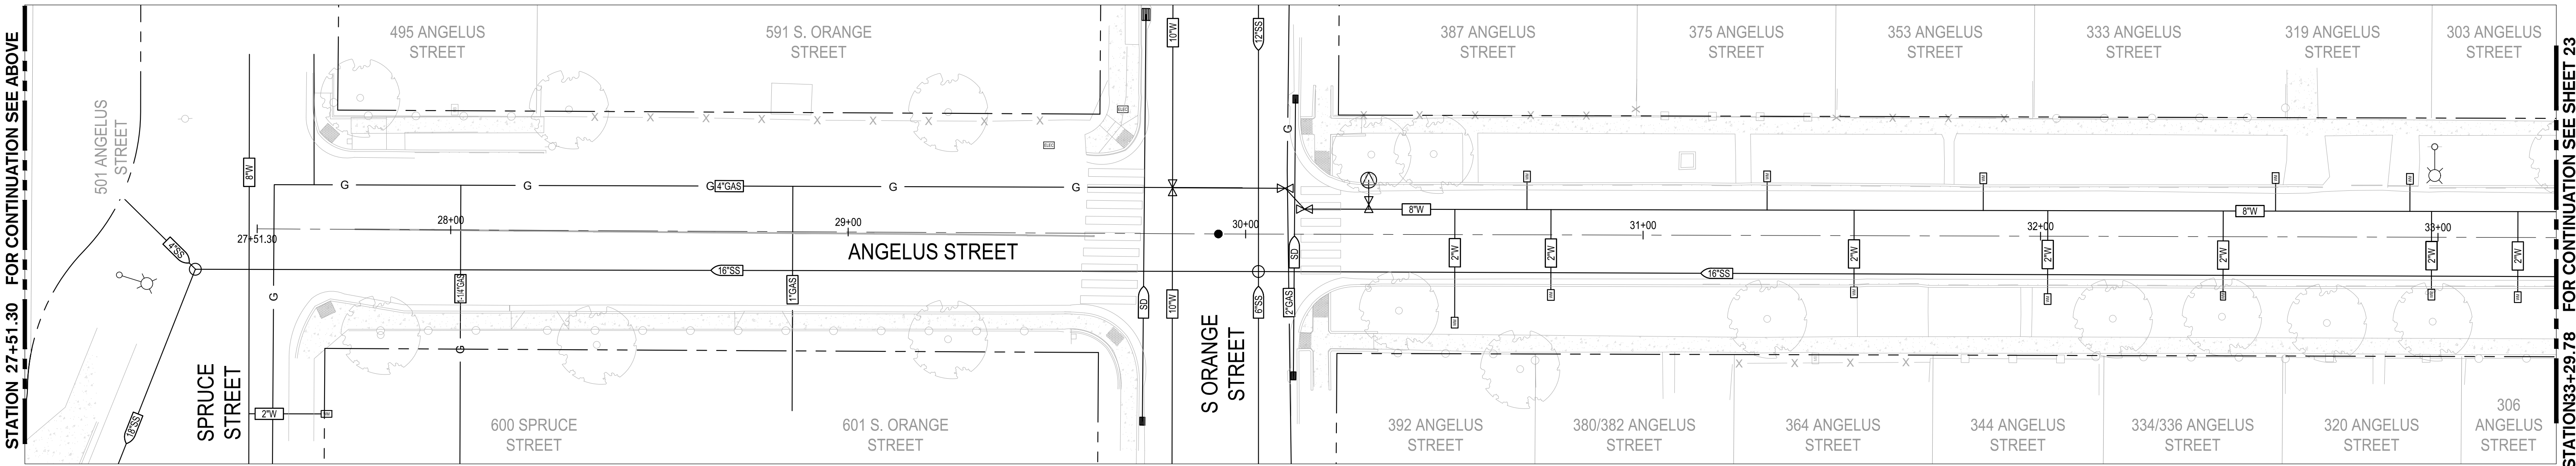 STATION 27+51.30 FOR CONTINUATION SEE ABOVE
501 ANGELUS
STREET
495 ANGELUS
STREET
591 S. ORANGE
STREET
387 ANGELUS
STREET
375 ANGELUS
STREET
353 ANGELUS
STREET
333 ANGELUS
STREET
319 ANGELUS
STREET
303 ANGELUS
STREET
10"W
12"SS
ELEC
ELEC
8"W
G
G
G
4"GAS
G
G
G
8"W
8"W
27+51.30
28+00
29+00
30+00
31+00
32+00
33+00
ANGELUS STREET
4"SS
16"SS
16"SS
SD
2"W
2"W
2"W
2"W
2"W
2"W
2"W
G
1-1/4"GAS
1"GAS
SD
10"W
6"SS
2"GAS
G
18"SS
SPRUCE
STREET
2"W
S ORANGE
STREET
600 SPRUCE
STREET
601 S. ORANGE
STREET
392 ANGELUS
STREET
380/382 ANGELUS
STREET
364 ANGELUS
STREET
344 ANGELUS
STREET
334/336 ANGELUS
STREET
320 ANGELUS
STREET
306
ANGELUS
STREET
STATION33+29.78 FOR CONTINUATION SEE SHEET 23